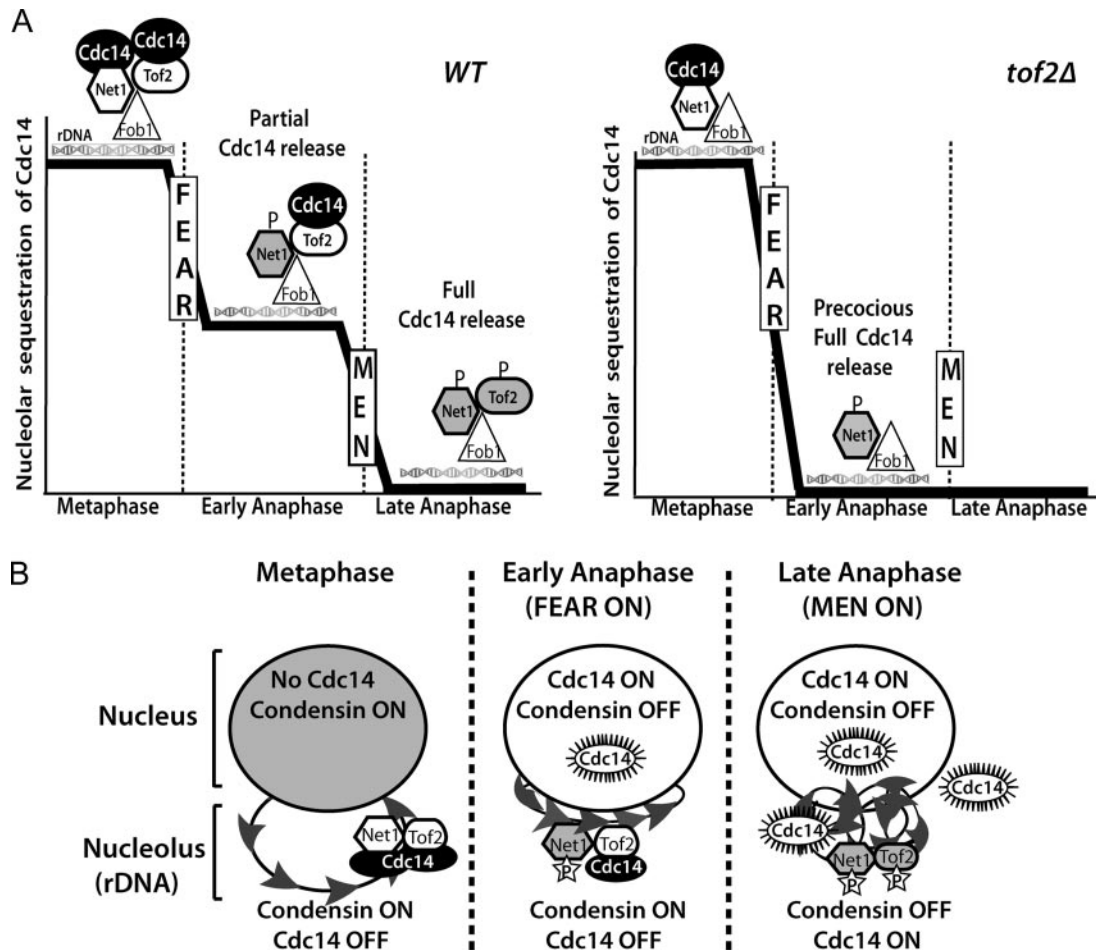 A
Nucleolar sequestration of Cdc14
Cdc14
Cdc14
Net1
Tof2
Fob1
rDNA
WT
FEAR
Partial
Cdc14 release
P
Cdc14
Net1
Tof2
Fob1
MEN
Full
Cdc14 release
P
P
Net1
Tof2
Fob1
Metaphase
Early Anaphase
Late Anaphase
Nucleolar sequestration of Cdc14
Cdc14
Net1
Fob1
rDNA
tof2Δ
FEAR
Precocious
Full Cdc14
release
P
Net1
Fob1
MEN
Metaphase
Early Anaphase
Late Anaphase
B
Metaphase
Early Anaphase
(FEAR ON)
Late Anaphase
(MEN ON)
Nucleus
Nucleolus
(rDNA)
No Cdc14
Condensin ON
Net1
Tof2
Cdc14
Condensin ON
Cdc14 OFF
Cdc14 ON
Condensin OFF
Cdc14
Net1
Tof2
P
Cdc14
Condensin ON
Cdc14 OFF
Cdc14 ON
Condensin OFF
Cdc14
Cdc14
Cdc14
Net1
Tof2
P
P
Condensin OFF
Cdc14 ON